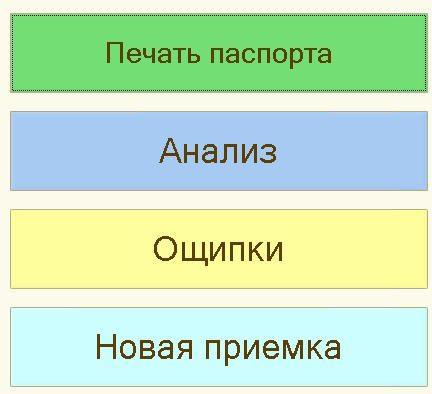 Печать паспорта
Анализ
Ощипки
Новая приемка